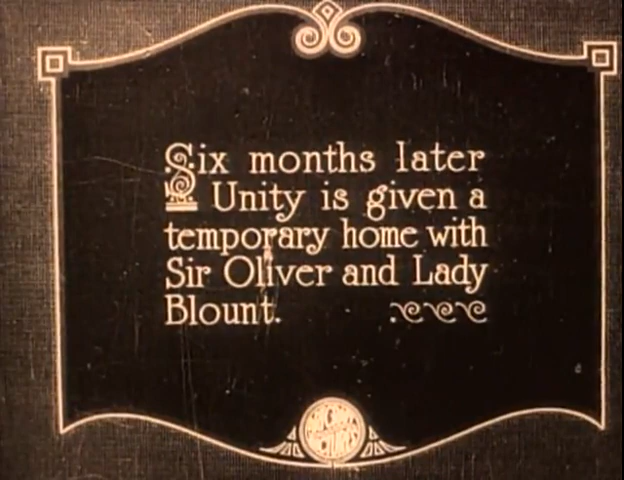 Six months later
Unity is given a
temporary home with
Sir Oliver and Lady
Blount.